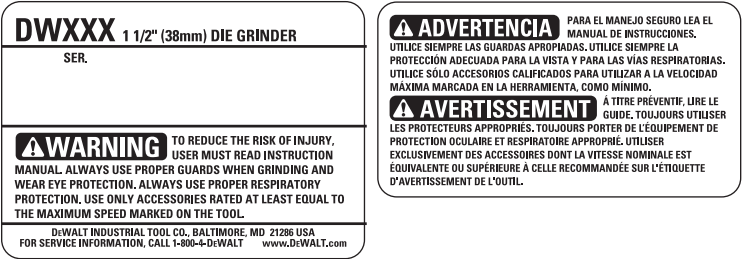 DWXXX 1 1/2" (38mm) DIE GRINDER
SER.
WARNING TO REDUCE THE RISK OF INJURY,
USER MUST READ INSTRUCTION
MANUAL. ALWAYS USE PROPER GUARDS WHEN GRINDING AND
WEAR EYE PROTECTION. ALWAYS USE PROPER RESPIRATORY
PROTECTION. USE ONLY ACCESSORIES RATED AT LEAST EQUAL TO
THE MAXIMUM SPEED MARKED ON THE TOOL.
DEWALT INDUSTRIAL TOOL CO., BALTIMORE, MD 21286 USA
FOR SERVICE INFORMATION, CALL 1-800-4-DEWALT www.DEWALT.com
ADVERTENCIA PARA EL MANEJO SEGURO LEA EL
MANUAL DE INSTRUCCIONES.
UTILICE SIEMPRE LAS GUARDAS APROPIADAS. UTILICE SIEMPRE LA
PROTECCIÓN ADECUADA PARA LA VISTA Y PARA LAS VÍAS RESPIRATORIAS.
UTILICE SÓLO ACCESORIOS CALIFICADOS PARA UTILIZAR A LA VELOCIDAD
MÁXIMA MARCADA EN LA HERRAMIENTA, COMO MÍNIMO.
AVERTISSEMENT À TITRE PRÉVENTIF, LIRE LE
GUIDE. TOUJOURS UTILISER
LES PROTECTEURS APPROPRIÉS. TOUJOURS PORTER DE L'ÉQUIPEMENT DE
PROTECTION OCULAIRE ET RESPIRATOIRE APPROPRIÉ. UTILISER
EXCLUSIVEMENT DES ACCESSOIRES DONT LA VITESSE NOMINALE EST
ÉQUIVALENTE OU SUPÉRIEURE À CELLE RECOMMANDÉE SUR L'ÉTIQUETTE
D'AVERTISSEMENT DE L'OUTIL.